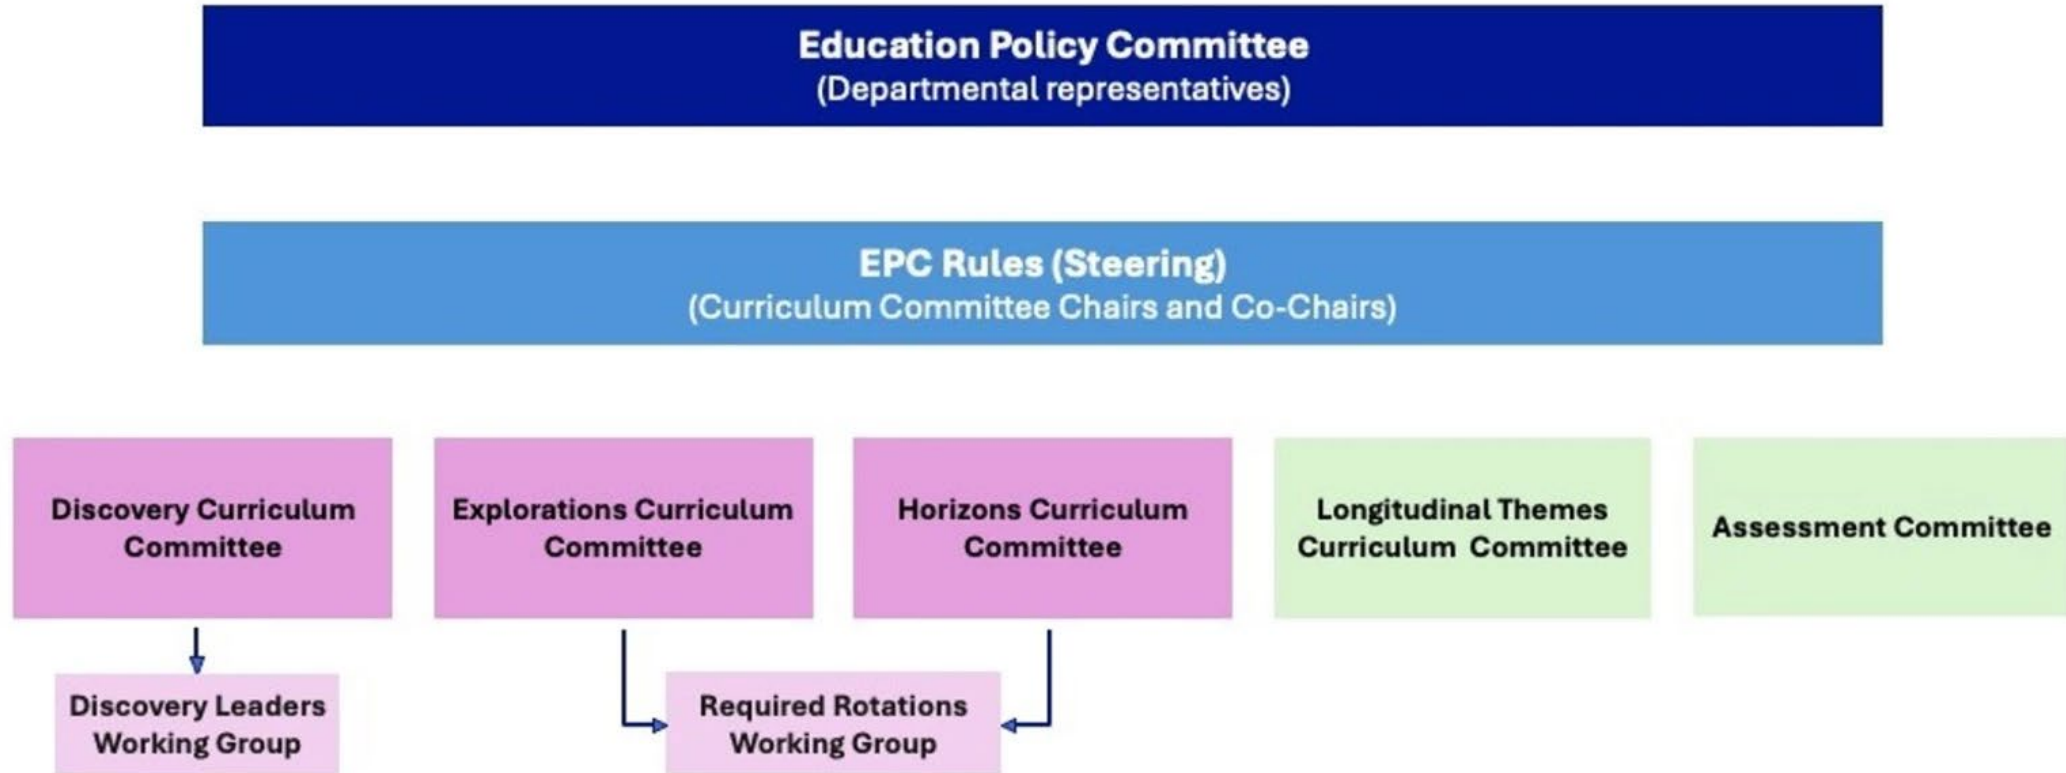 Education Policy Committee
(Departmental representatives)
EPC Rules (Steering)
(Curriculum Committee Chairs and Co-Chairs)
Discovery Curriculum
Committee
Explorations Curriculum
Committee
Horizons Curriculum
Committee
Longitudinal Themes
Curriculum Committee
Assessment Committee
Discovery Leaders
Working Group
Required Rotations
Working Group